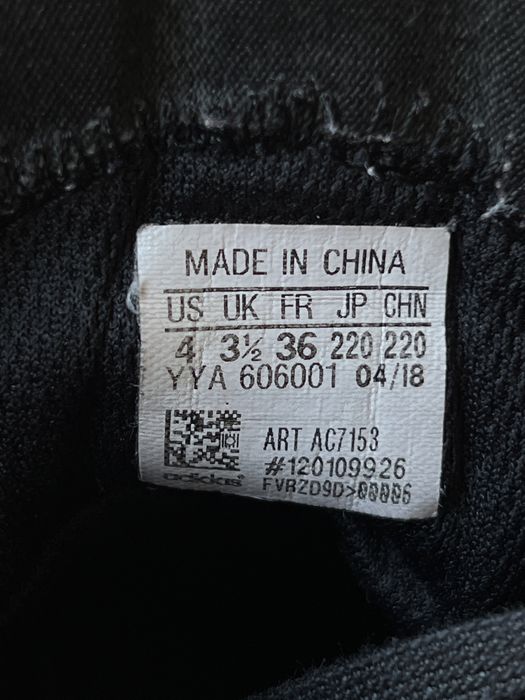 MADE IN CHINA
US UK FR JP CHN
4 3½ 36 220 220
YYA 606001 04/18
ART AC7153
#120109926
adidas FVRZD9D>00006